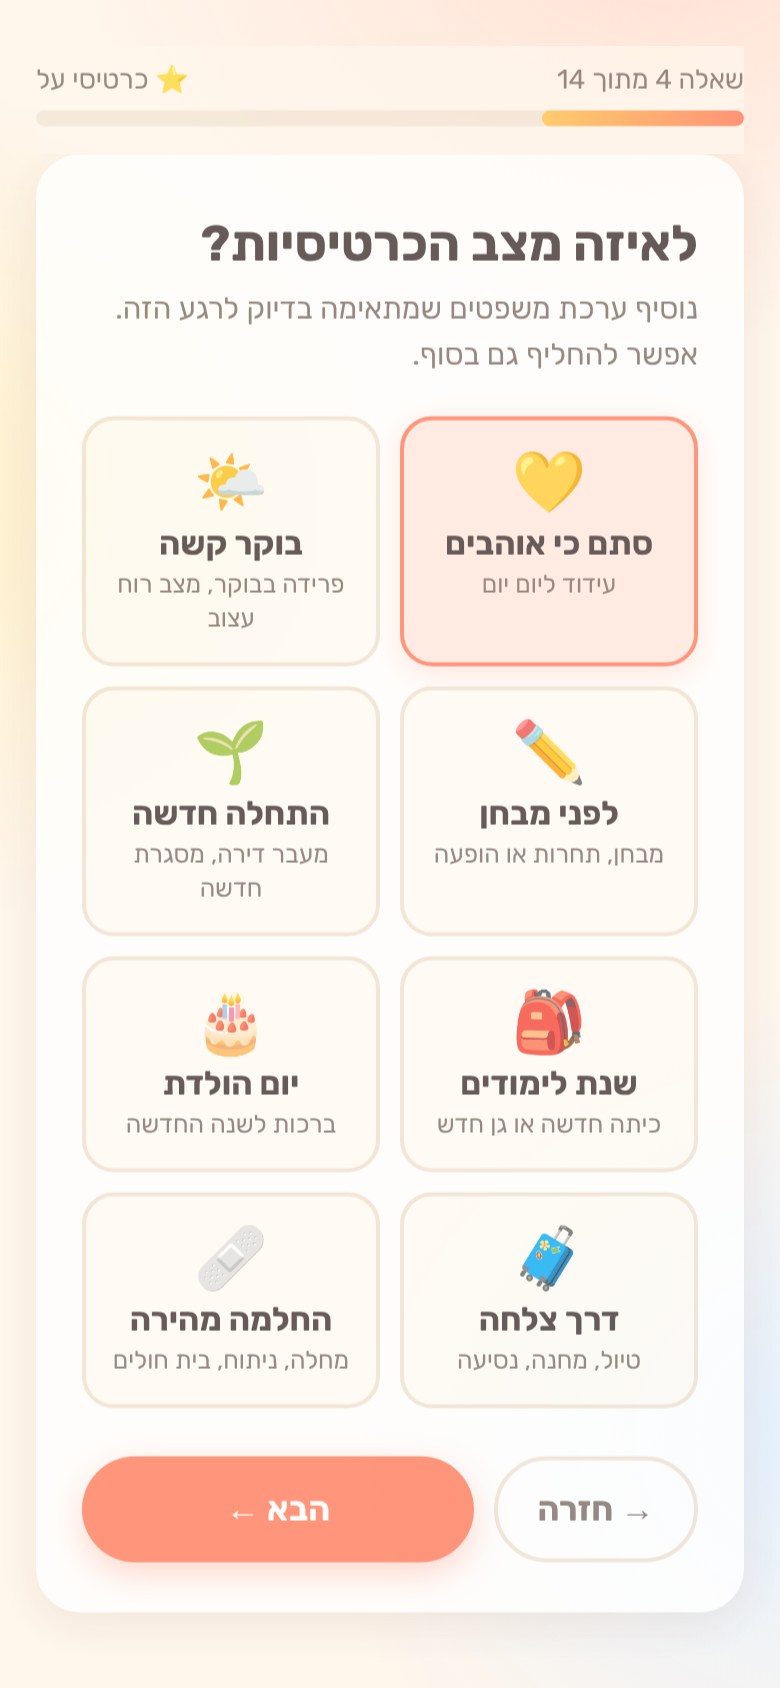 שאלה 4 מתוך 14
⭐ כרטיסי על
לאיזה מצב הכרטיסיות?
נוסיף ערכת משפטים שמתאימה בדיוק לרגע הזה.
אפשר להחליף גם בסוף.
סתם כי אוהבים
עידוד ליום יום
בוקר קשה
פרידה בבוקר, מצב רוח
עצוב
לפני מבחן
מבחן, תחרות או הופעה
התחלה חדשה
מעבר דירה, מסגרת
חדשה
שנת לימודים
כיתה חדשה או גן חדש
יום הולדת
ברכות לשנה החדשה
דרך צלחה
טיול, מחנה, נסיעה
החלמה מהירה
מחלה, ניתוח, בית חולים
→ חזרה
הבא ←